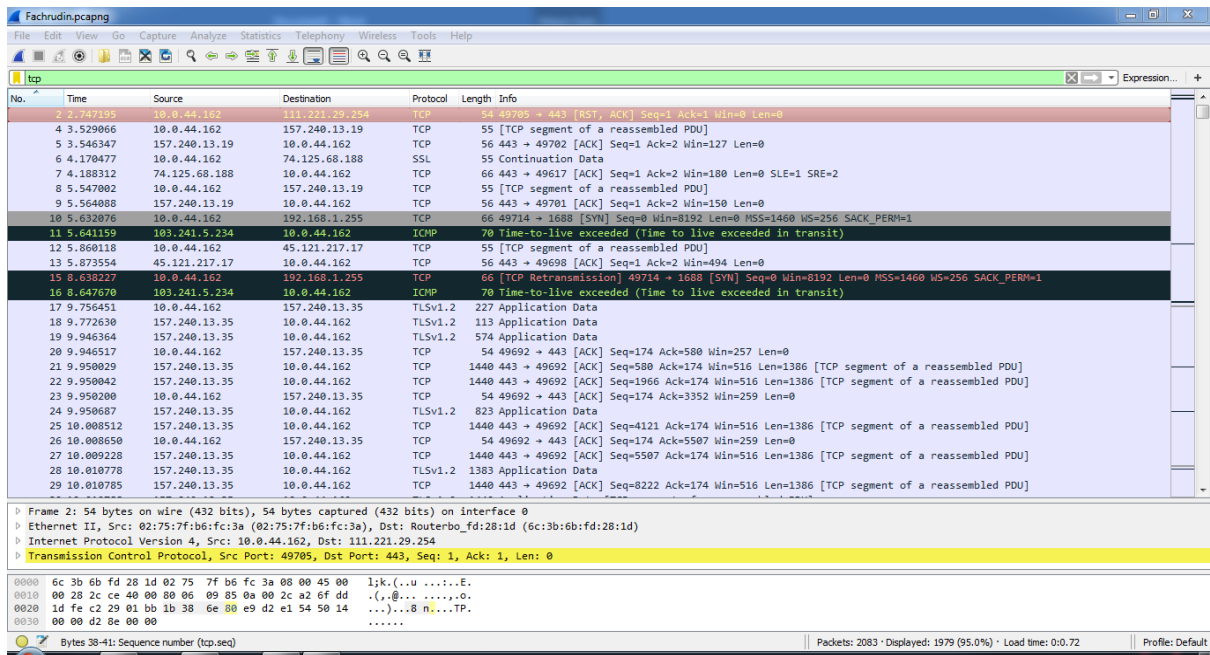 Fachrudin.pcapng
File Edit View Go Capture Analyze Statistics Telephony Wireless Tools Help
tcp Expression... +
No. Time Source Destination Protocol Length Info
2 2.747195 10.0.44.162 111.221.29.254 TCP 54 49705 → 443 [RST, ACK] Seq=1 Ack=1 Win=0 Len=0
4 3.529066 10.0.44.162 157.240.13.19 TCP 55 [TCP segment of a reassembled PDU]
5 3.546347 157.240.13.19 10.0.44.162 TCP 56 443 → 49702 [ACK] Seq=1 Ack=2 Win=127 Len=0
6 4.170477 10.0.44.162 74.125.68.188 SSL 55 Continuation Data
7 4.188312 74.125.68.188 10.0.44.162 TCP 66 443 → 49617 [ACK] Seq=1 Ack=2 Win=180 Len=0 SLE=1 SRE=2
8 5.547002 10.0.44.162 157.240.13.19 TCP 55 [TCP segment of a reassembled PDU]
9 5.564088 157.240.13.19 10.0.44.162 TCP 56 443 → 49701 [ACK] Seq=1 Ack=2 Win=150 Len=0
10 5.632076 10.0.44.162 192.168.1.255 TCP 66 49714 → 1688 [SYN] Seq=0 Win=8192 Len=0 MSS=1460 WS=256 SACK_PERM=1
11 5.641159 103.241.5.234 10.0.44.162 ICMP 70 Time-to-live exceeded (Time to live exceeded in transit)
12 5.860118 10.0.44.162 45.121.217.17 TCP 55 [TCP segment of a reassembled PDU]
13 5.873554 45.121.217.17 10.0.44.162 TCP 56 443 → 49698 [ACK] Seq=1 Ack=2 Win=494 Len=0
15 8.638227 10.0.44.162 192.168.1.255 TCP 66 [TCP Retransmission] 49714 → 1688 [SYN] Seq=0 Win=8192 Len=0 MSS=1460 WS=256 SACK_PERM=1
16 8.647670 103.241.5.234 10.0.44.162 ICMP 70 Time-to-live exceeded (Time to live exceeded in transit)
17 9.756451 10.0.44.162 157.240.13.35 TLSv1.2 227 Application Data
18 9.772630 157.240.13.35 10.0.44.162 TLSv1.2 113 Application Data
19 9.946364 157.240.13.35 10.0.44.162 TLSv1.2 574 Application Data
20 9.946517 10.0.44.162 157.240.13.35 TCP 54 49692 → 443 [ACK] Seq=174 Ack=580 Win=257 Len=0
21 9.950029 157.240.13.35 10.0.44.162 TCP 1440 443 → 49692 [ACK] Seq=580 Ack=174 Win=516 Len=1386 [TCP segment of a reassembled PDU]
22 9.950042 157.240.13.35 10.0.44.162 TCP 1440 443 → 49692 [ACK] Seq=1966 Ack=174 Win=516 Len=1386 [TCP segment of a reassembled PDU]
23 9.950200 10.0.44.162 157.240.13.35 TCP 54 49692 → 443 [ACK] Seq=174 Ack=3352 Win=259 Len=0
24 9.950687 157.240.13.35 10.0.44.162 TLSv1.2 823 Application Data
25 10.008512 157.240.13.35 10.0.44.162 TCP 1440 443 → 49692 [ACK] Seq=4121 Ack=174 Win=516 Len=1386 [TCP segment of a reassembled PDU]
26 10.008650 10.0.44.162 157.240.13.35 TCP 54 49692 → 443 [ACK] Seq=174 Ack=5507 Win=259 Len=0
27 10.009228 157.240.13.35 10.0.44.162 TCP 1440 443 → 49692 [ACK] Seq=5507 Ack=174 Win=516 Len=1386 [TCP segment of a reassembled PDU]
28 10.010778 157.240.13.35 10.0.44.162 TLSv1.2 1383 Application Data
29 10.010785 157.240.13.35 10.0.44.162 TCP 1440 443 → 49692 [ACK] Seq=8222 Ack=174 Win=516 Len=1386 [TCP segment of a reassembled PDU]
Frame 2: 54 bytes on wire (432 bits), 54 bytes captured (432 bits) on interface 0
Ethernet II, Src: 02:75:7f:b6:fc:3a (02:75:7f:b6:fc:3a), Dst: Routerbo_fd:28:1d (6c:3b:6b:fd:28:1d)
Internet Protocol Version 4, Src: 10.0.44.162, Dst: 111.221.29.254
Transmission Control Protocol, Src Port: 49705, Dst Port: 443, Seq: 1, Ack: 1, Len: 0
0000 6c 3b 6b fd 28 1d 02 75 7f b6 fc 3a 08 00 45 00 l;k.(..u ...:..E.
0010 00 28 2c ce 40 00 80 06 09 85 0a 00 2c a2 6f dd .(,.@... ....,.o.
0020 1d fe c2 29 01 bb 1b 38 6e 80 e9 d2 e1 54 50 14 ...)...8 n....TP.
0030 00 00 d2 8e 00 00 ......
Bytes 38-41: Sequence number (tcp.seq) Packets: 2083 · Displayed: 1979 (95.0%) · Load time: 0:0.72 Profile: Default